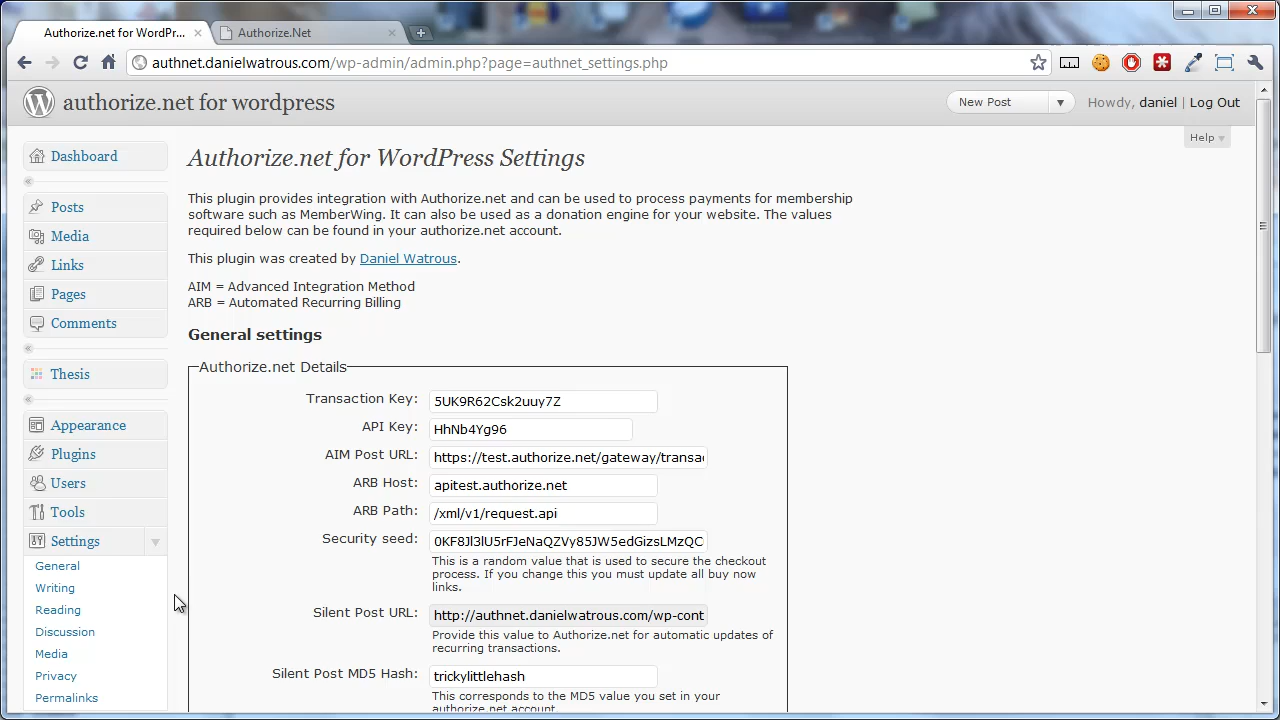 Authorize.net for WordPr...
Authorize.Net
authnet.danielwatrous.com/wp-admin/admin.php?page=authnet_settings.php
authorize.net for wordpress
New Post
Howdy, daniel | Log Out
Help
Dashboard
Posts
Media
Links
Pages
Comments
Thesis
Appearance
Plugins
Users
Tools
Settings
General
Writing
Reading
Discussion
Media
Privacy
Permalinks
Authorize.net for WordPress Settings
This plugin provides integration with Authorize.net and can be used to process payments for membership
software such as MemberWing. It can also be used as a donation engine for your website. The values
required below can be found in your authorize.net account.
This plugin was created by Daniel Watrous.
AIM = Advanced Integration Method
ARB = Automated Recurring Billing
General settings
Authorize.net Details
Transaction Key: 5UK9R62Csk2uuy7Z
API Key: HhNb4Yg96
AIM Post URL: https://test.authorize.net/gateway/transac
ARB Host: apitest.authorize.net
ARB Path: /xml/v1/request.api
Security seed: 0KF8Jl3lU5rFJeNaQZVy85JW5edGizsLMzQC
This is a random value that is used to secure the checkout
process. If you change this you must update all buy now
links.
Silent Post URL: http://authnet.danielwatrous.com/wp-cont
Provide this value to Authorize.net for automatic updates of
recurring transactions.
Silent Post MD5 Hash: trickylittlehash
This corresponds to the MD5 value you set in your
authorize.net account.